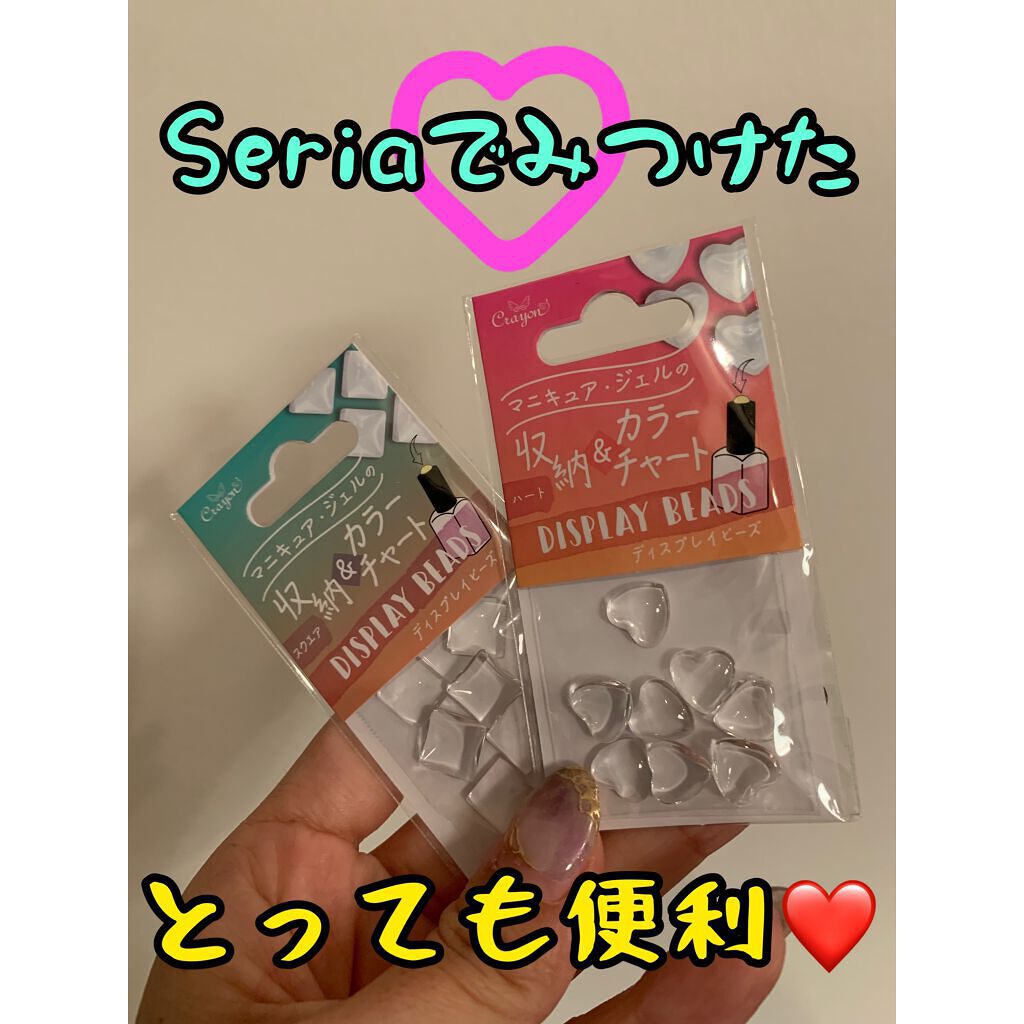 Seriaでみつけた
Crayon
マニキュア・ジェルの
収納&カラーチャート
ハート
DISPLAY BEADS
ディスプレイビーズ
Crayon
マニキュア・ジェルの
収納&カラーチャート
スクエア
DISPLAY BEADS
ディスプレイビーズ
とっても便利❤️